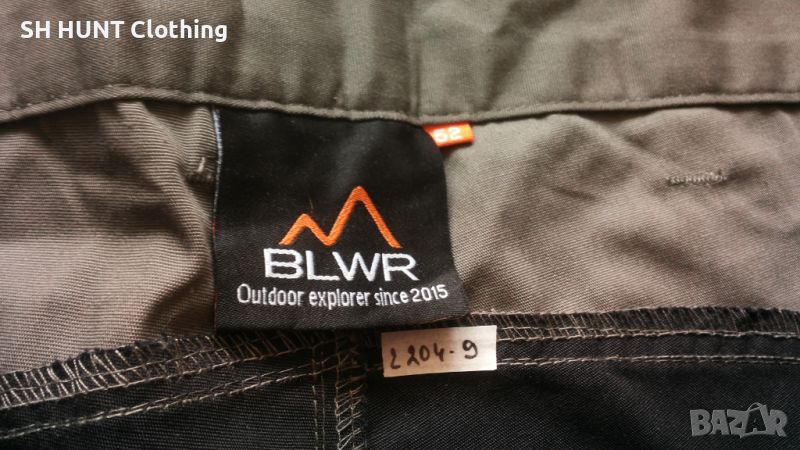 SH HUNT Clothing
52
BLWR
Outdoor explorer since 2015
2204-9
BAZAR